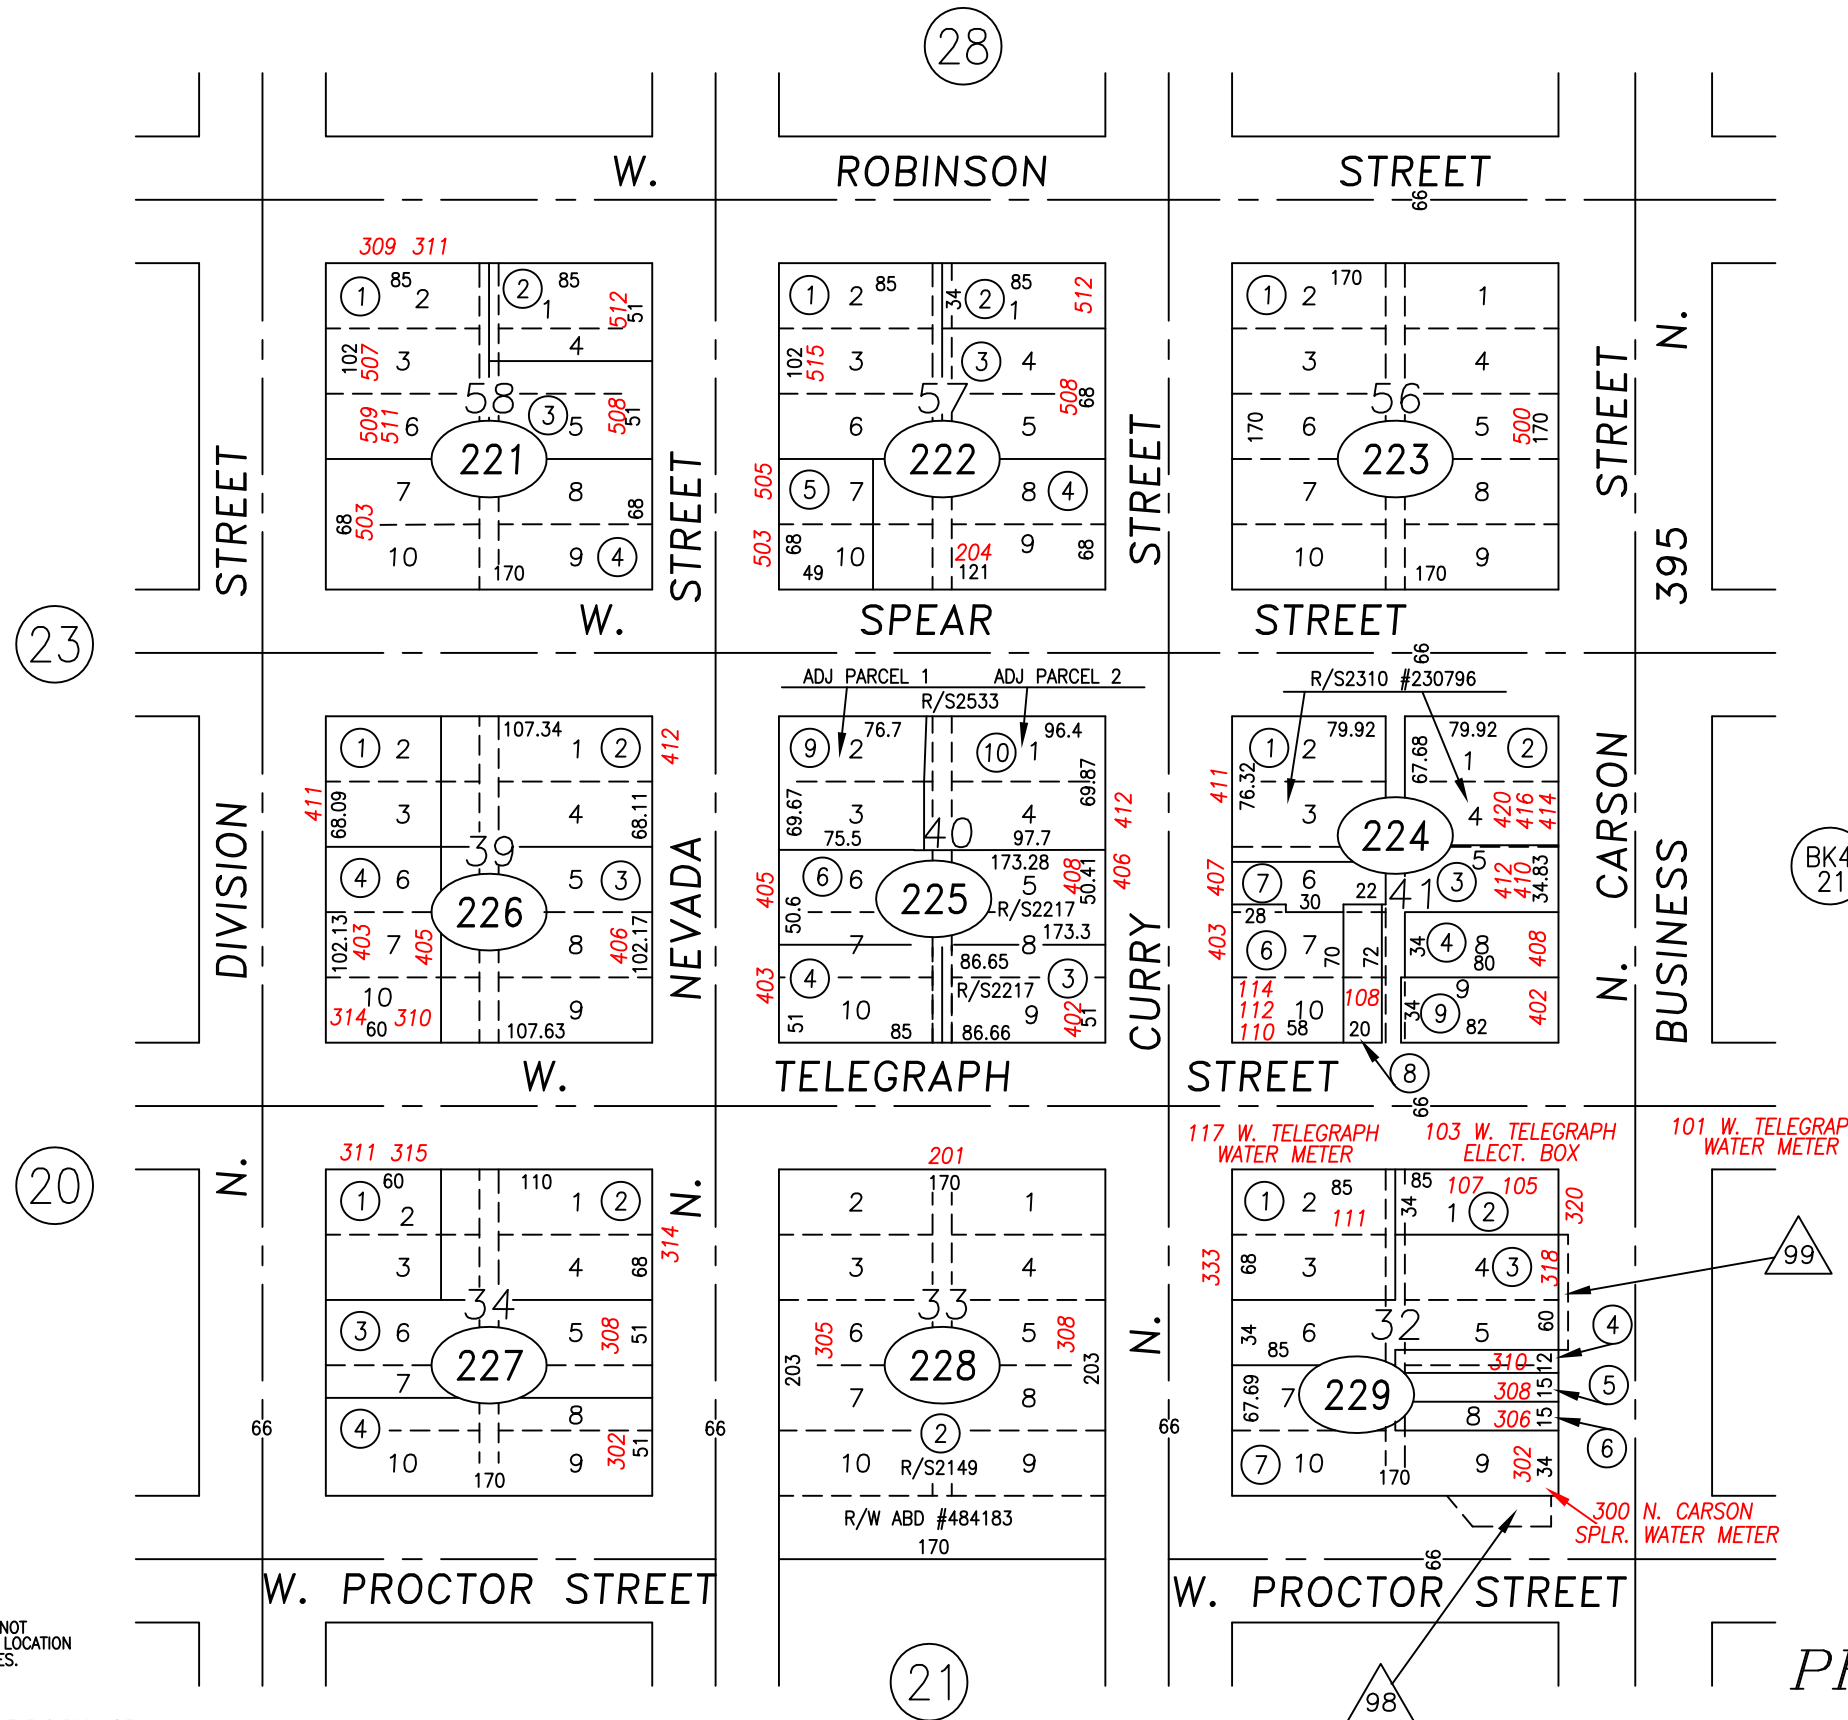 28
W. ROBINSON STREET
66
309 311
1 85 2
2 85 1
512 51
102 507 3
4
58
509 511 6
3 5 508 51
221
7 8
68 503 68
10 170 9 4
1 2 85
34 2 85 1 512
102 515 3
3 4
57
508 68
6 5
222
505 5 7
8 4
503 68 49 10
204 121 9 68
1 2 170 1
3 4
56
170 6 5 500 170
223
7 8
10 170 9
STREET
STREET
STREET
STREET
N.
395
23
W. SPEAR STREET
66
ADJ PARCEL 1 ADJ PARCEL 2
R/S2533
R/S2310 #230796
1 2 107.34 1 2 412
411 68.09 3 4 68.11
39
4 6 5 3
226
102.13 403 7 405
8 406 102.17
10
314 60 310
107.63 9
9 2 76.7
10 1 96.4
69.67 3 75.5
69.87 4 97.7 412
40
173.28
405 6 6 5 408 50.41 406
225
50.6 R/S2217
7 8 173.3
403 4 86.65 3
R/S2217
51 10 85
86.66 9 402 51
1 2 79.92
79.92 67.68 1 2
411 76.32 3
4 420 416 414
224
5
407 7 6 30 22
41 3 412 410 34.83
28
403 6 7 70 72
34 4 8 80 408
114
112
110
10 58 108 20
34 9 9 82 402
8
DIVISION
NEVADA
CURRY
N. CARSON
BUSINESS
BK4
21
W. TELEGRAPH STREET
66
117 W. TELEGRAPH
WATER METER
103 W. TELEGRAPH
ELECT. BOX
101 W. TELEGRAP
WATER METER
20
N.
N.
N.
311 315
1 60 2
110 1 2
314
3 4 68
34
3 6 5 308 51
227
7
4 8
10 170 9 302 51
201
170
2 1
3 4
33
305 6 5 308
203 228 203
7 8
2
10 R/S2149 9
R/W ABD #484183
170
1 2 85 111
34 85 107 105
1 2 320
333 68 3
4 3 318
99
34 6 85
32 5 60 4
310 12
229
67.69 7
308 15 5
8 306 15 6
7 10 170 9 302 34
300 N. CARSON
SPLR. WATER METER
66
66
66
66
W. PROCTOR STREET
W. PROCTOR STREET
NOT
LOCATION
ES.
21
98